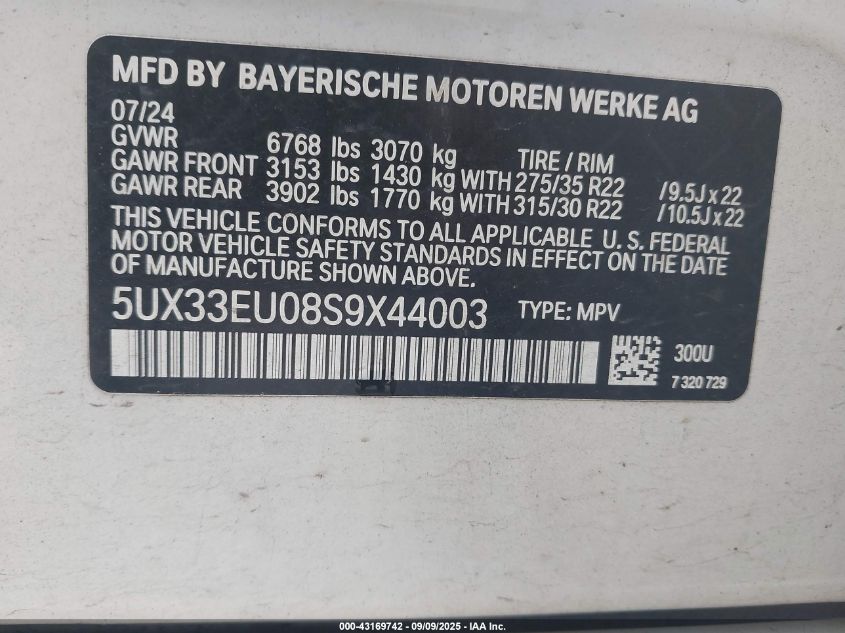 MFD BY BAYERISCHE MOTOREN WERKE AG
07/24
GVWR 6768 lbs 3070 kg TIRE / RIM
GAWR FRONT 3153 lbs 1430 kg WITH 275/35 R22 /9.5J x 22
GAWR REAR 3902 lbs 1770 kg WITH 315/30 R22 /10.5J x 22
THIS VEHICLE CONFORMS TO ALL APPLICABLE U. S. FEDERAL
MOTOR VEHICLE SAFETY STANDARDS IN EFFECT ON THE DATE
OF MANUFACTURE SHOWN ABOVE.
5UX33EU08S9X44003 TYPE: MPV
300U
7 320 729
000-43169742 - 09/09/2025 - IAA Inc.